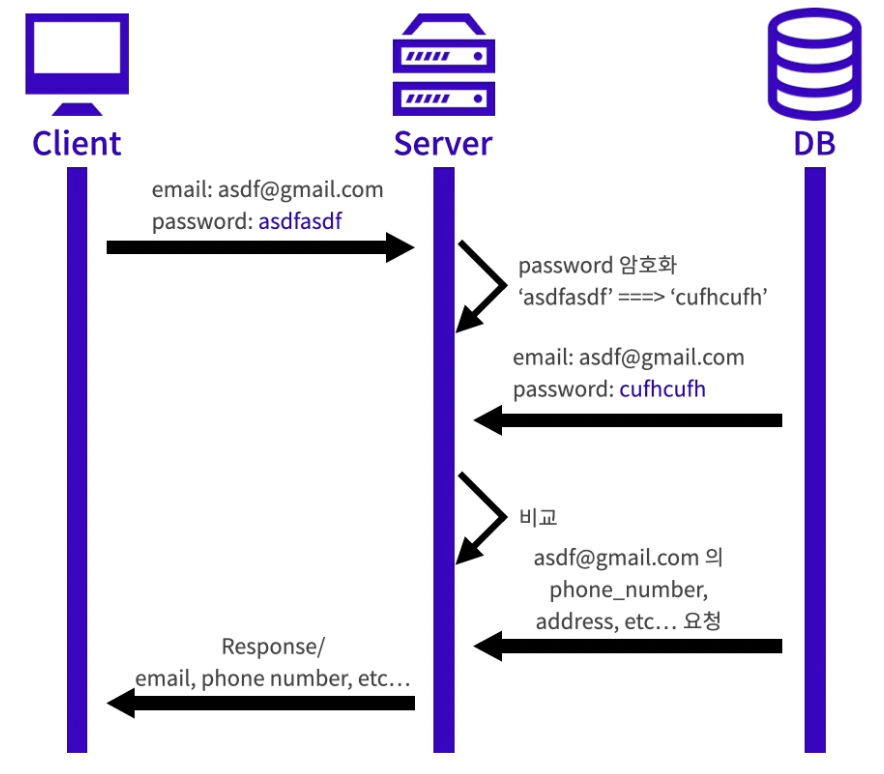 Client
Server
DB
email: asdf@gmail.com
password: asdfasdf
password 암호화
‘asdfasdf’ ===> ‘cufhcufh’
email: asdf@gmail.com
password: cufhcufh
비교
asdf@gmail.com 의
phone_number,
address, etc... 요청
Response/
email, phone number, etc...